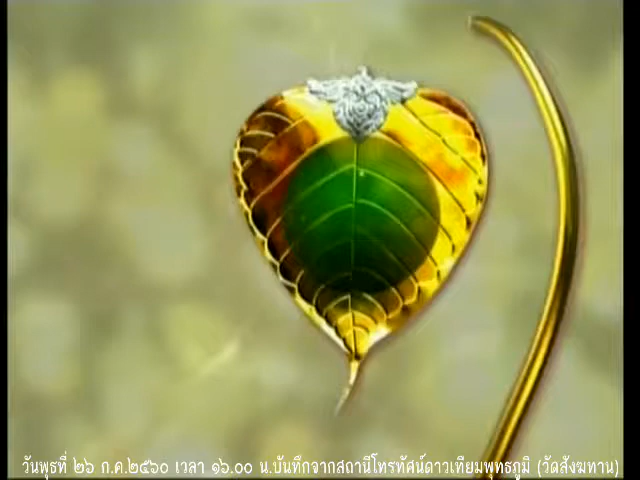 วันพุธที่ ๒๖ ก.ค.๒๕๖๐ เวลา ๑๖.๐๐ น.บันทึกจากสถานีโทรทัศน์ดาวเทียมพุทธภูมิ (วัดสังฆทาน)